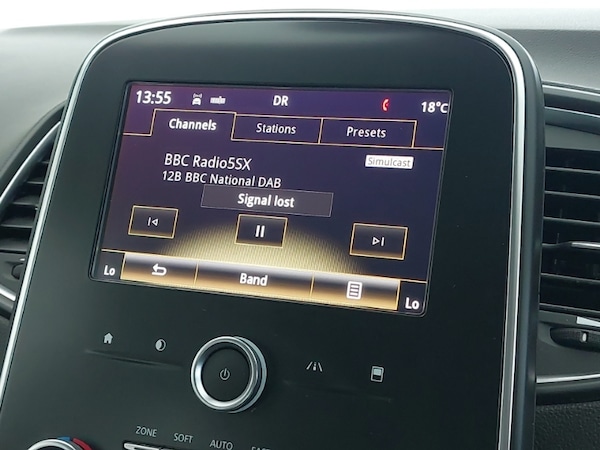 13:55 DR 18°C
Channels Stations Presets
BBC Radio5SX Simulcast
12B BBC National DAB
Signal lost
Lo Band Lo
ZONE SOFT AUTO